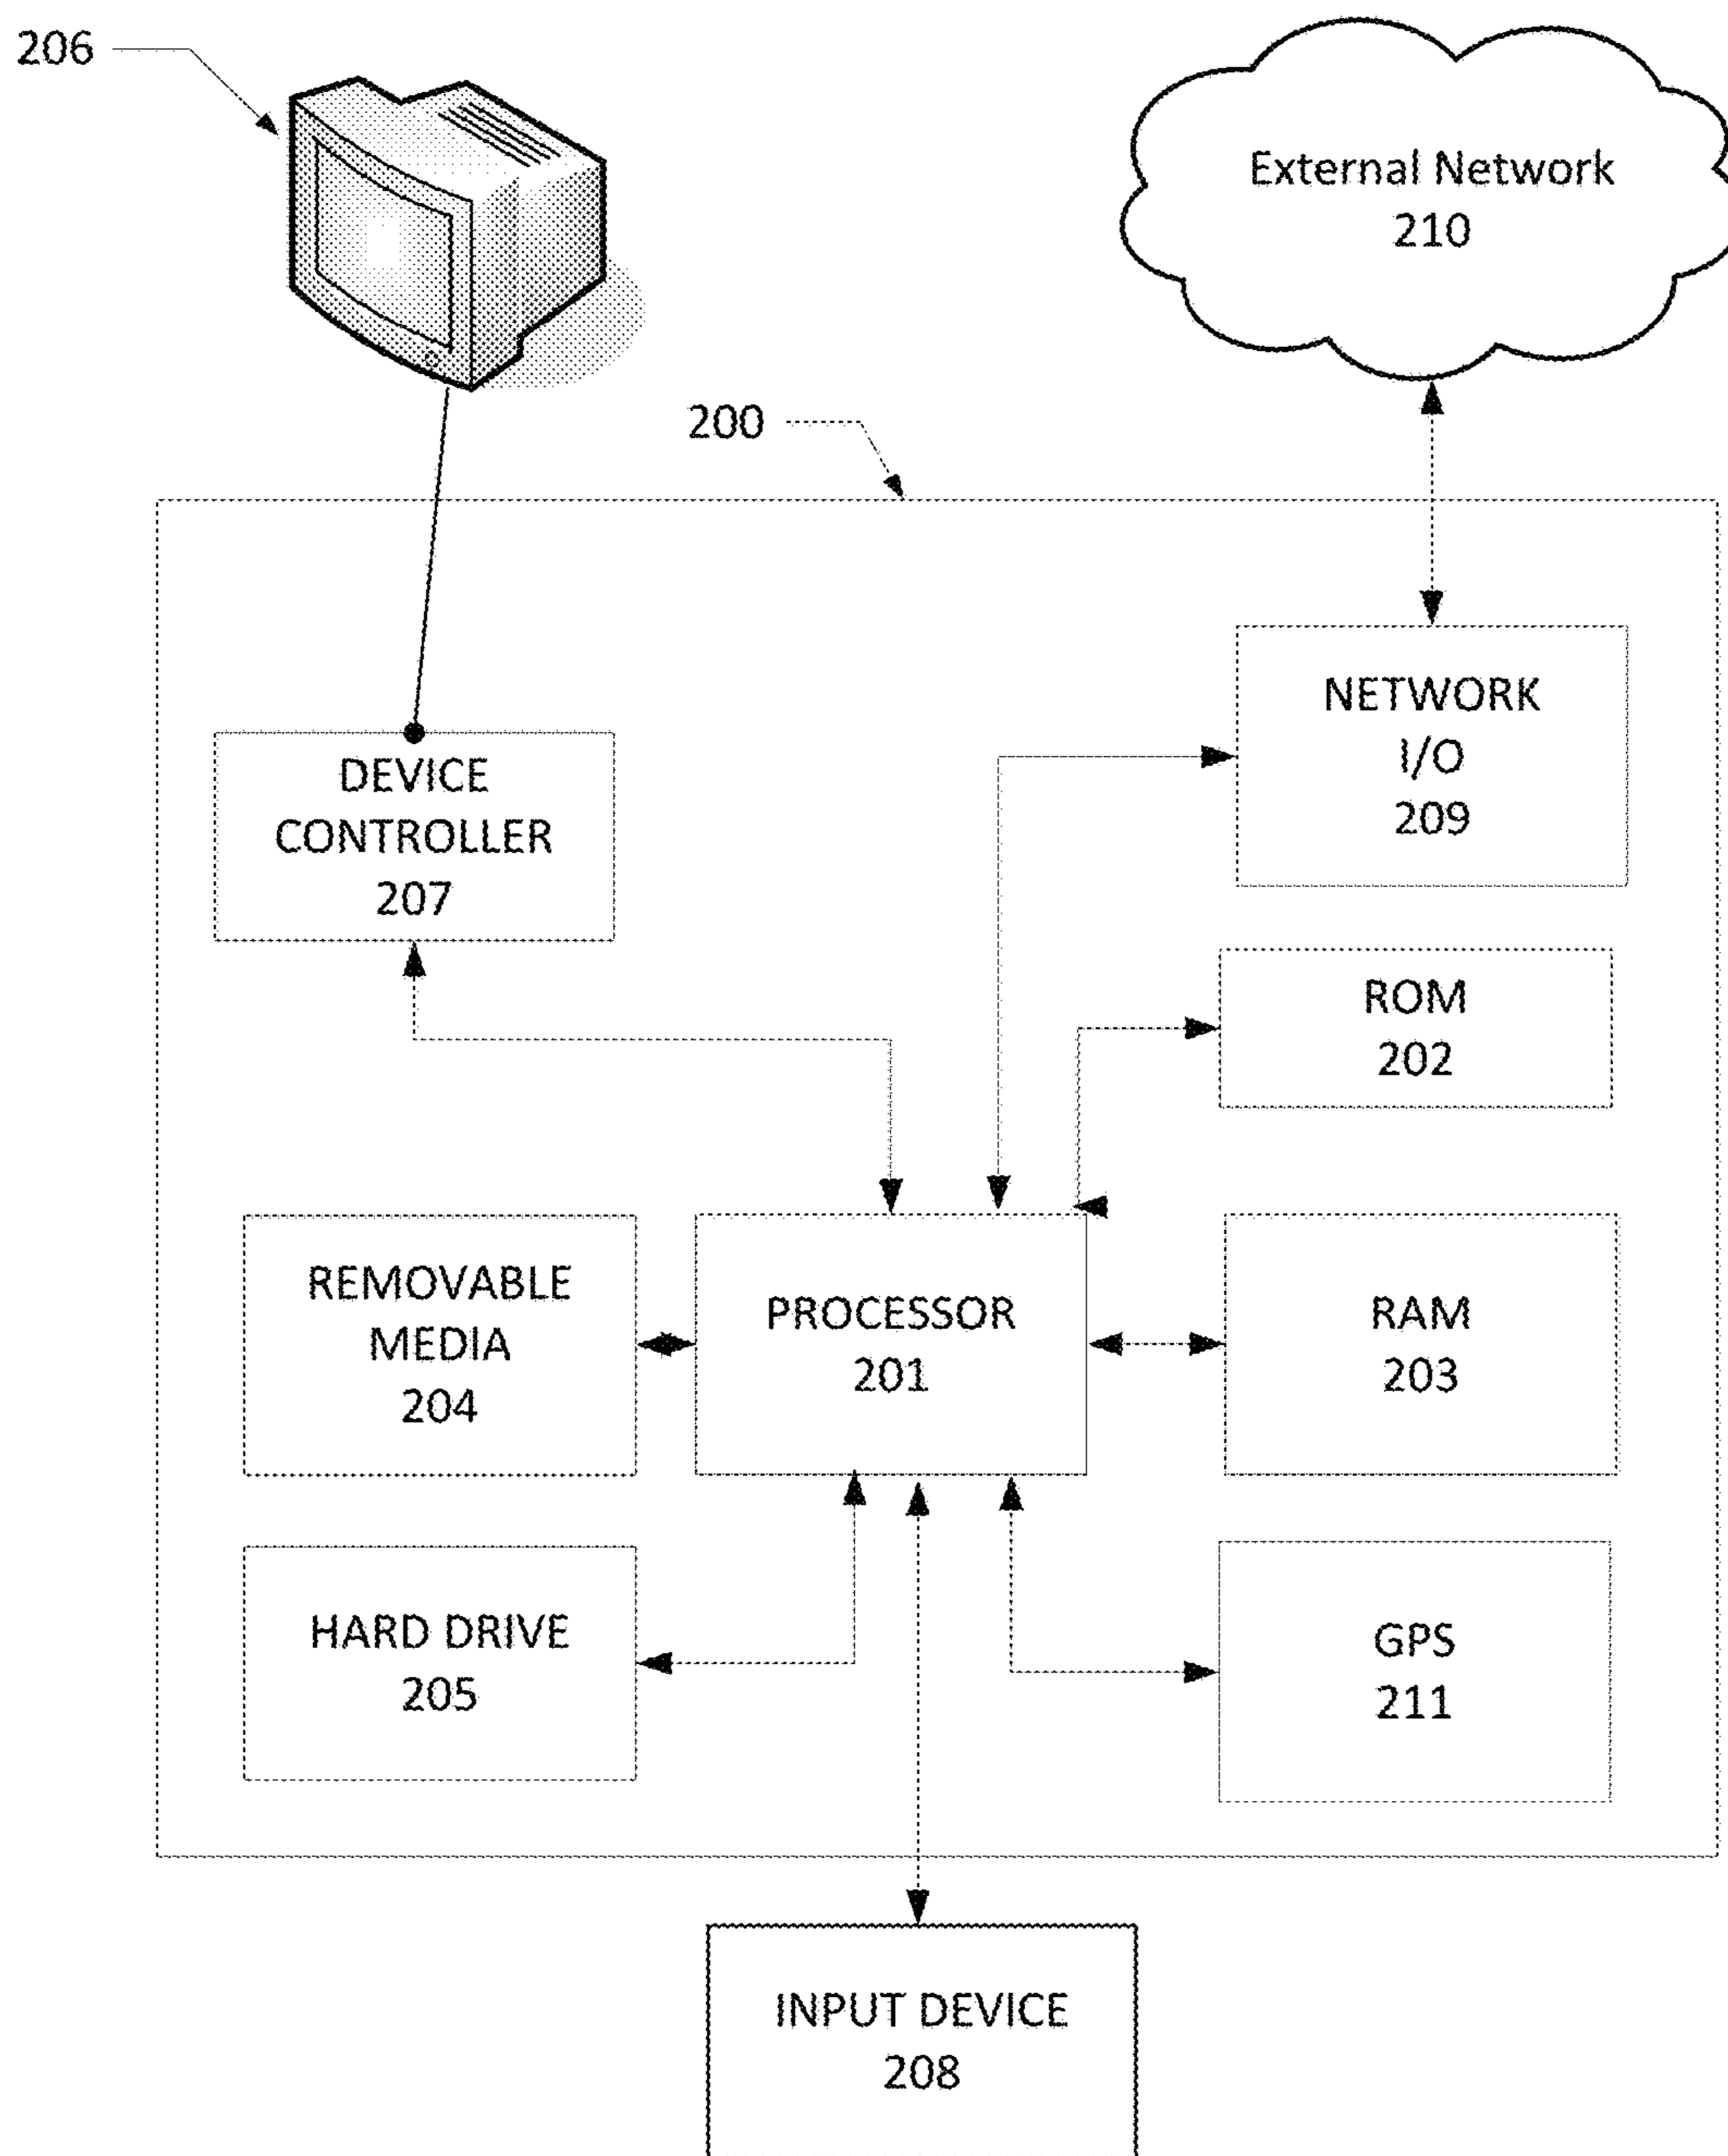 206
External Network
210
200
NETWORK
I/O
209
DEVICE
CONTROLLER
207
ROM
202
REMOVABLE
MEDIA
204
PROCESSOR
201
RAM
203
HARD DRIVE
205
GPS
211
INPUT DEVICE
208